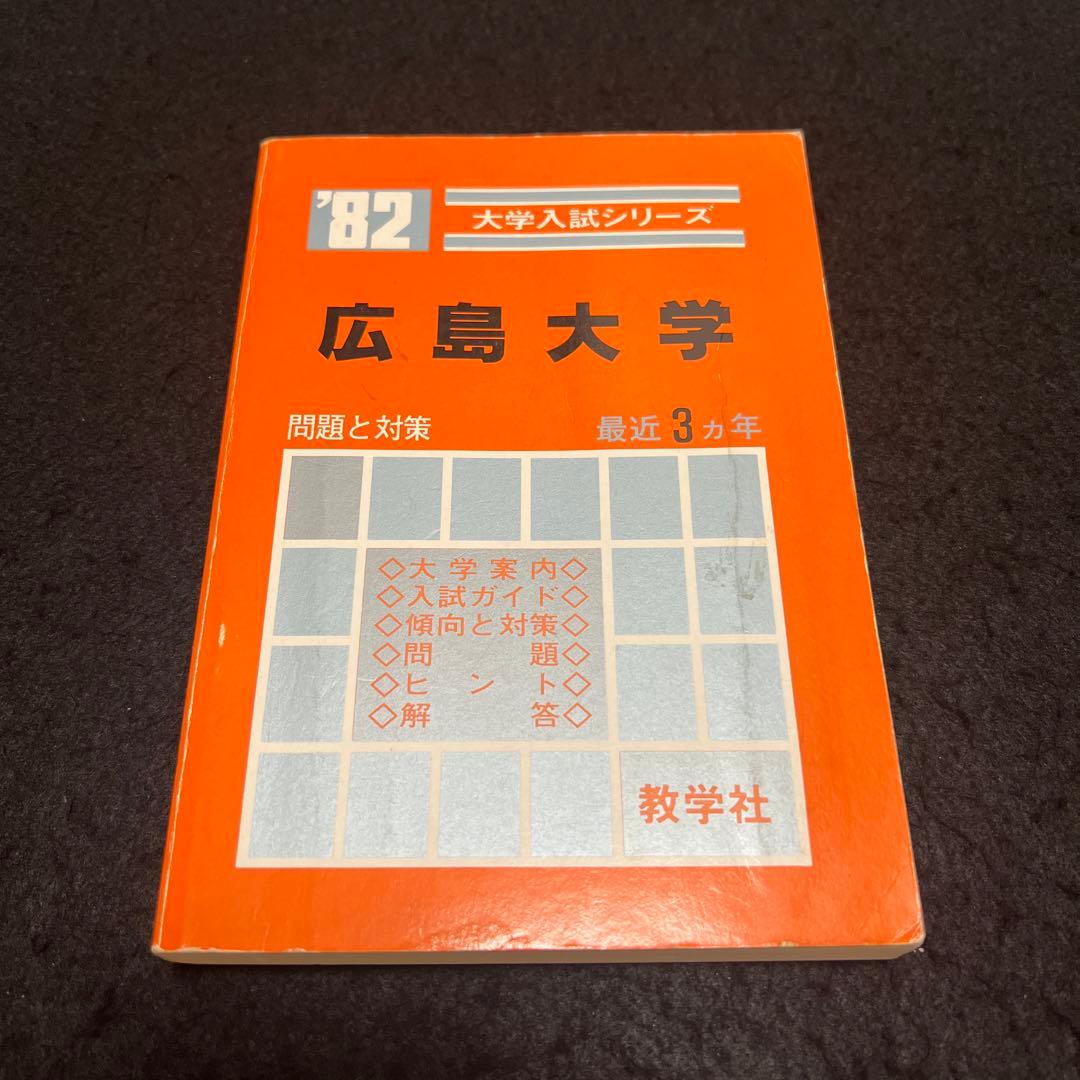 '82
大学入試シリーズ
広島大学
問題と対策 最近3ヵ年
◇大学案内◇
◇入試ガイド◇
◇傾向と対策◇
◇問題◇
◇ヒント◇
◇解答◇
教学社